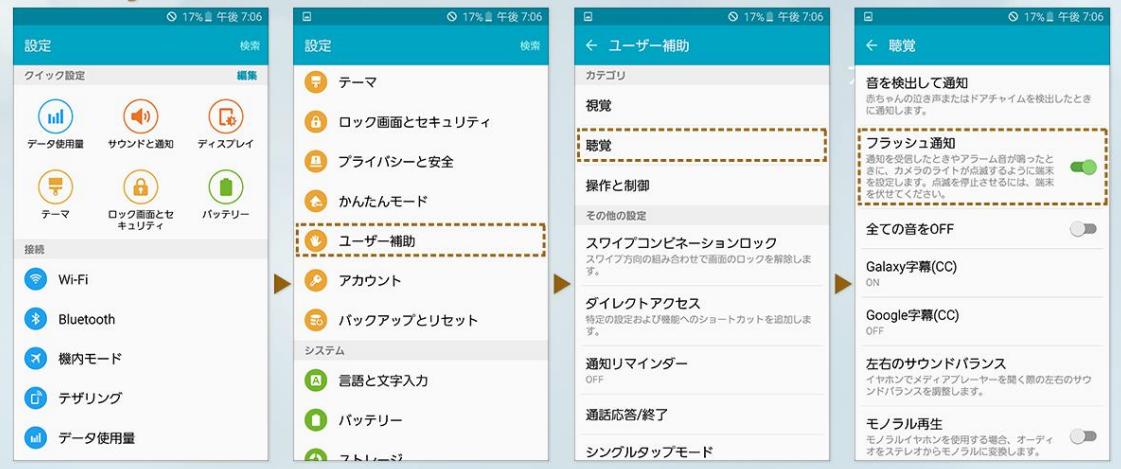 17% 午後 7:06
設定 検索
クイック設定 編集
データ使用量 サウンドと通知 ディスプレイ
テーマ ロック画面とセ バッテリー
キュリティ
接続
Wi-Fi
Bluetooth
機内モード
テザリング
データ使用量
17% 午後 7:06
設定 検索
テーマ
ロック画面とセキュリティ
プライバシーと安全
かんたんモード
ユーザー補助
アカウント
バックアップとリセット
システム
言語と文字入力
バッテリー
ストレージ
17% 午後 7:06
ユーザー補助
カテゴリ
視覚
聴覚
操作と制御
その他の設定
スワイプコンビネーションロック
スワイプ方向の組み合わせで画面のロックを解除しま
す。
ダイレクトアクセス
特定の設定および機能へのショートカットを追加しま
す。
通知リマインダー
OFF
通話応答/終了
シングルタップモード
17% 午後 7:06
聴覚
音を検出して通知
赤ちゃんの泣き声またはドアチャイムを検出したとき
に通知します。
フラッシュ通知
通知を受信したときやアラーム音が鳴ったと
きに、カメラのライトが点滅するように端末
を設定します。点滅を停止させるには、端末
を伏せてください。
全ての音をOFF
Galaxy字幕(CC)
ON
Google字幕(CC)
OFF
左右のサウンドバランス
イヤホンでメディアプレーヤーを聞く際の左右のサウ
ンドバランスを調整します。
モノラル再生
モノラルイヤホンを使用する場合、オーディ
オをステレオからモノラルに変換します。